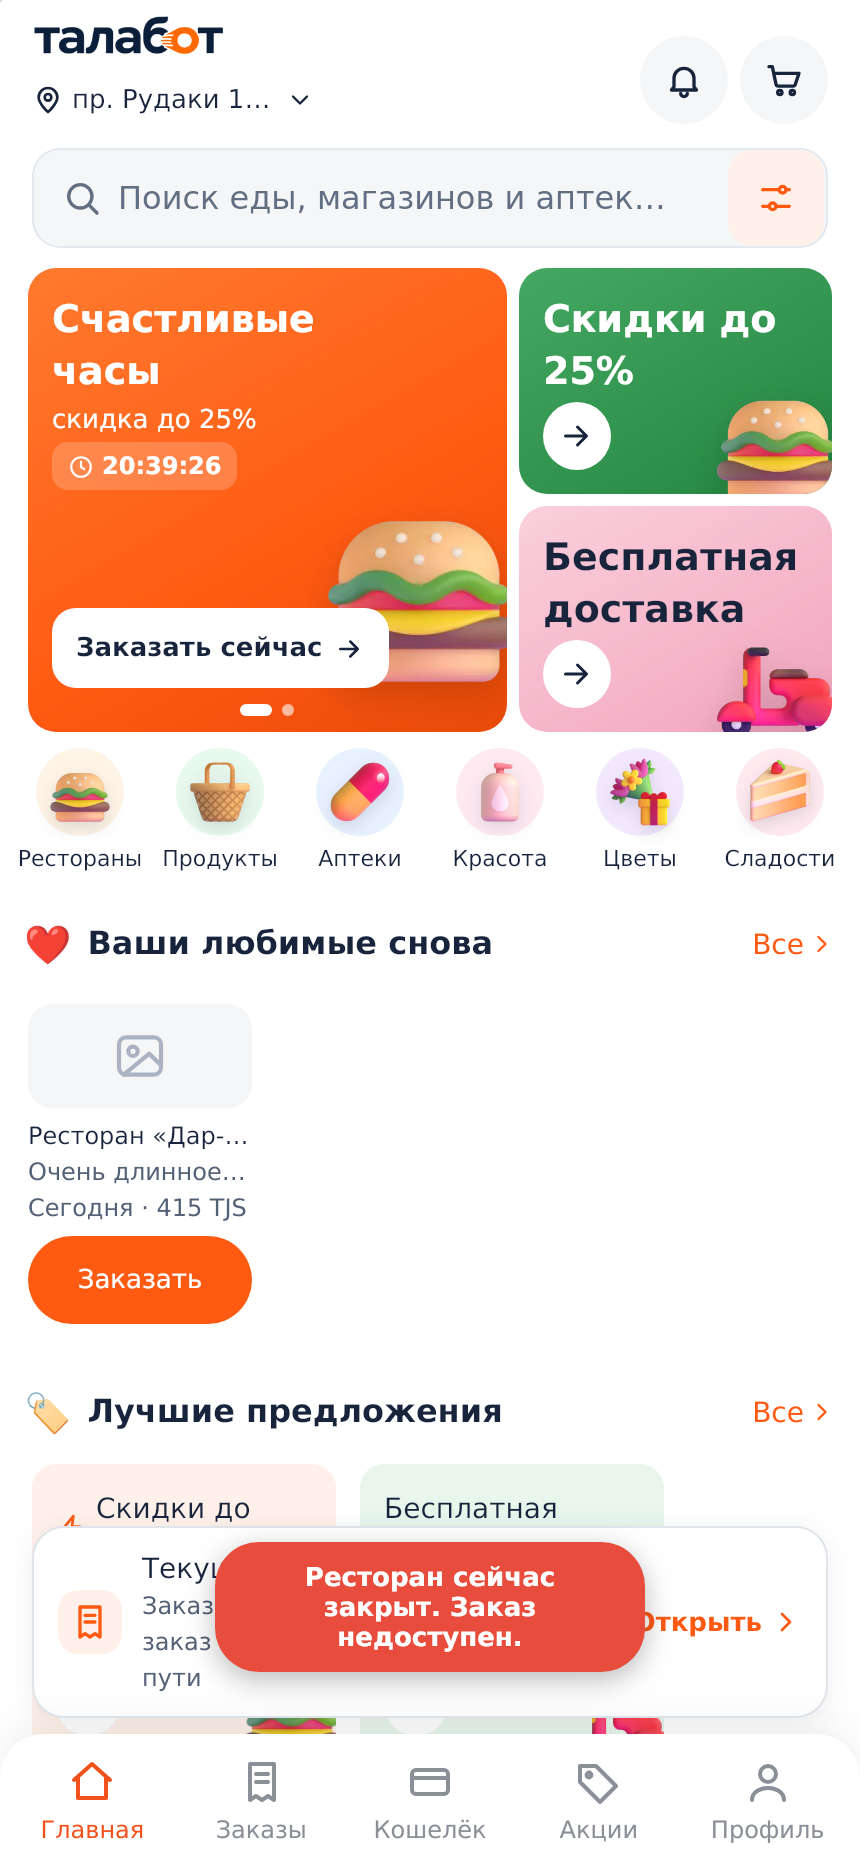 талабот
пр. Рудаки 1...
Поиск еды, магазинов и аптек...
Счастливые
часы
скидка до 25%
20:39:26
Заказать сейчас
Скидки до
25%
Бесплатная
доставка
Рестораны
Продукты
Аптеки
Красота
Цветы
Сладости
Ваши любимые снова
Все
Ресторан «Дар-...
Очень длинное...
Сегодня · 415 TJS
Заказать
Лучшие предложения
Все
Скидки до
Бесплатная
Заказ
заказ
пути
Ресторан сейчас
закрыт. Заказ
недоступен.
Открыть
Главная
Заказы
Кошелёк
Акции
Профиль